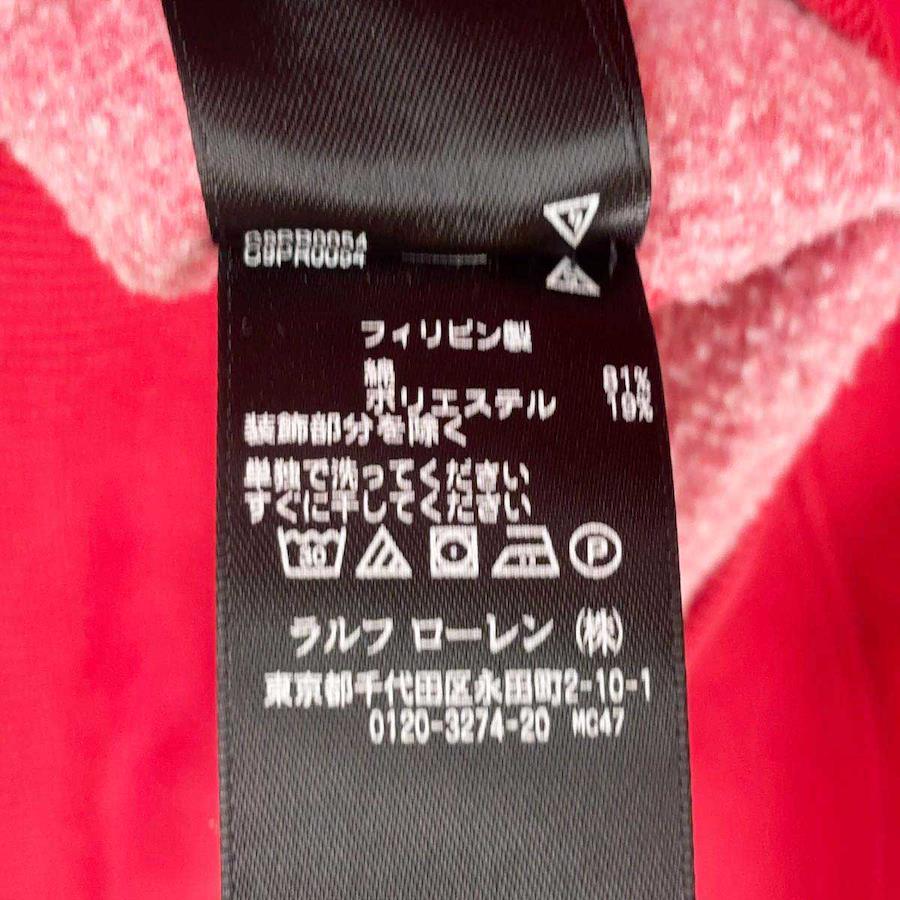 フィリピン製
綿 81%
ポリエステル 19%
装飾部分を除く
単独で洗ってください
すぐに干してください
30
P
ラルフ ローレン (株)
東京都千代田区永田町2-10-1
0120-3274-20 MC47